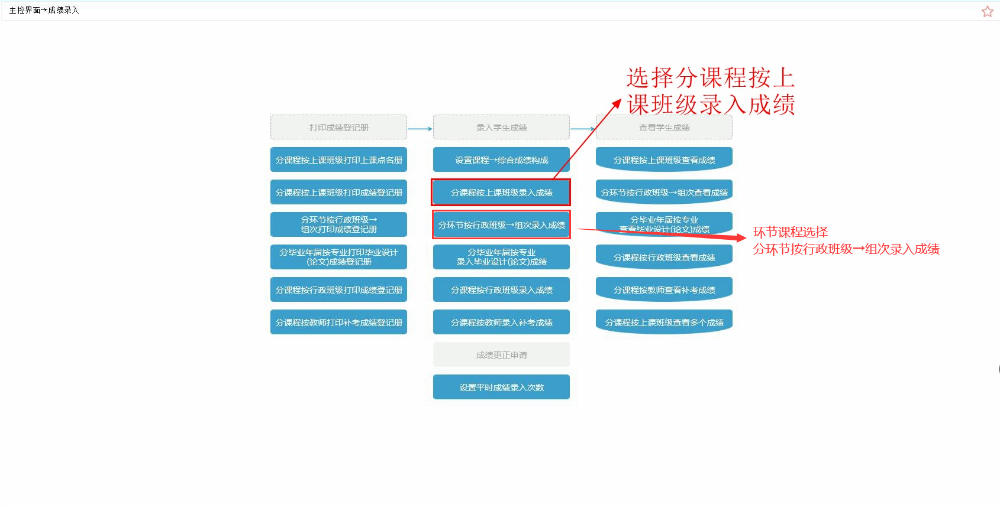 主控界面→成绩录入
选择分课程按上
课班级录入成绩
打印成绩登记册
录入学生成绩
查看学生成绩
分课程按上课班级打印上课点名册
设置课程→综合成绩构成
分课程按上课班级查看成绩
分课程按上课班级打印成绩登记册
分课程按上课班级录入成绩
分环节按行政班级→组次查看成绩
分环节按行政班级→
组次打印成绩登记册
分环节按行政班级→组次录入成绩
分毕业年届按专业
查看毕业设计(论文)成绩
环节课程选择
分环节按行政班级→组次录入成绩
分毕业年届按专业打印毕业设计
(论文)成绩登记册
分毕业年届按专业
录入毕业设计(论文)成绩
分课程按行政班级查看成绩
分课程按行政班级打印成绩登记册
分课程按行政班级录入成绩
分课程按教师查看补考成绩
分课程按教师打印补考成绩登记册
分课程按教师录入补考成绩
分课程按上课班级查看多个成绩
成绩更正申请
设置平时成绩录入次数